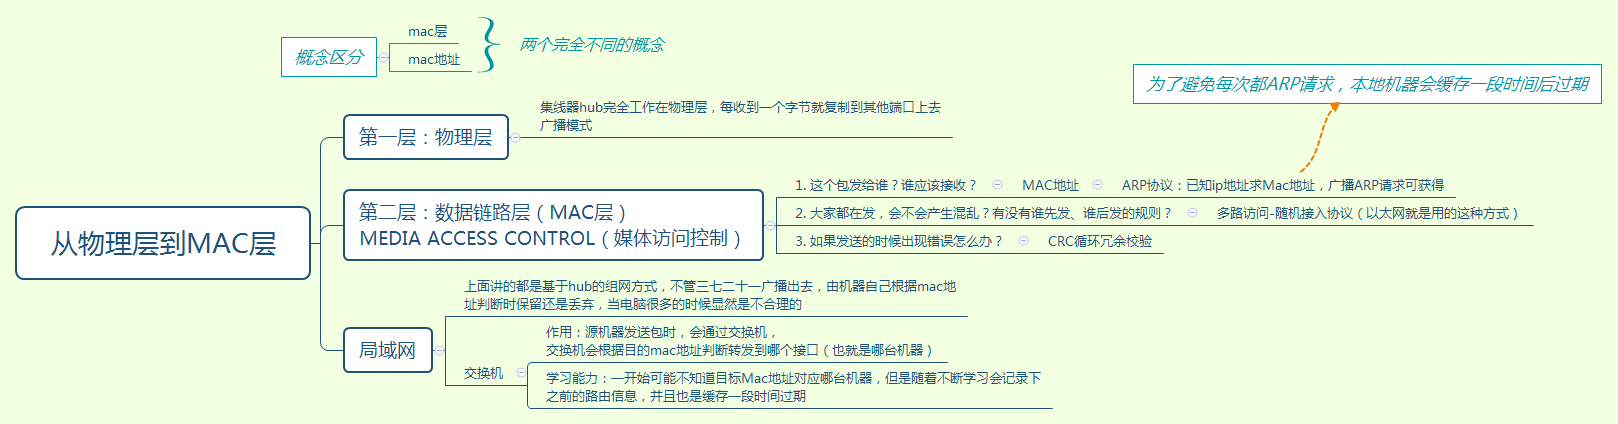 mac层
概念区分
mac地址
两个完全不同的概念
为了避免每次都ARP请求，本地机器会缓存一段时间后过期
从物理层到MAC层
第一层：物理层
集线器hub完全工作在物理层，每收到一个字节就复制到其他端口上去
广播模式
第二层：数据链路层（MAC层）
MEDIA ACCESS CONTROL（媒体访问控制）
1. 这个包发给谁？谁应该接收？
MAC地址
ARP协议：已知ip地址求Mac地址，广播ARP请求可获得
2. 大家都在发，会不会产生混乱？有没有谁先发、谁后发的规则？
多路访问-随机接入协议（以太网就是用的这种方式）
3. 如果发送的时候出现错误怎么办？
CRC循环冗余校验
局域网
上面讲的都是基于hub的组网方式，不管三七二十一广播出去，由机器自己根据mac地
址判断时保留还是丢弃，当电脑很多的时候显然是不合理的
交换机
作用：源机器发送包时，会通过交换机，
交换机会根据目的mac地址判断转发到哪个接口（也就是哪台机器）
学习能力：一开始可能不知道目标Mac地址对应哪台机器，但是随着不断学习会记录下
之前的路由信息，并且也是缓存一段时间过期